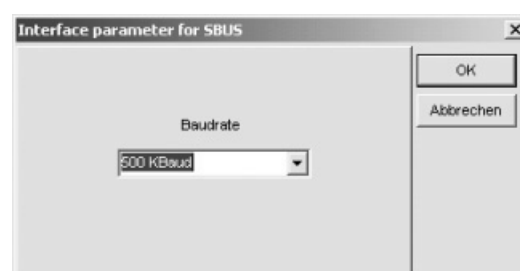 Interface parameter for SBUS
OK
Abbrechen
Baudrate
500 KBaud